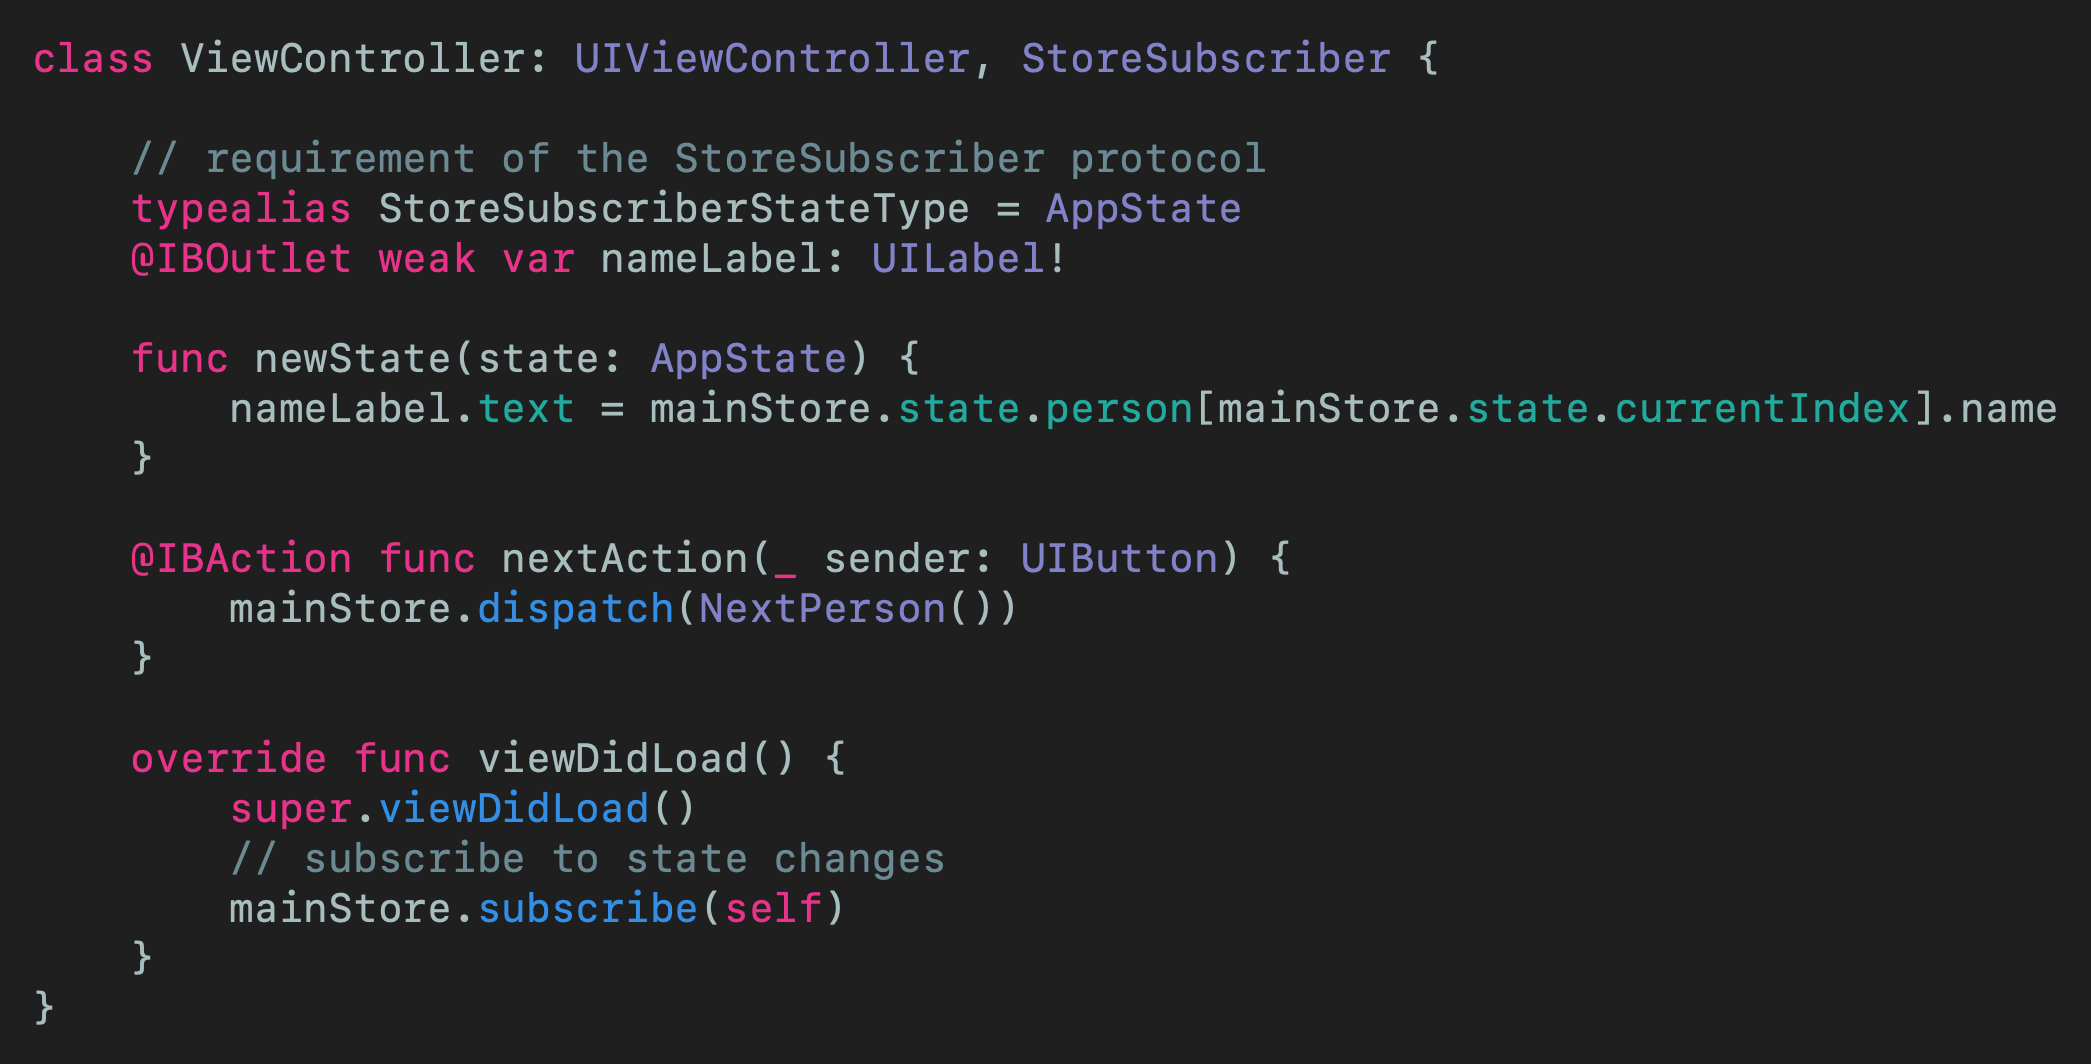 class ViewController: UIViewController, StoreSubscriber {
// requirement of the StoreSubscriber protocol
typealias StoreSubscriberStateType = AppState
@IBOutlet weak var nameLabel: UILabel!
func newState(state: AppState) {
nameLabel.text = mainStore.state.person[mainStore.state.currentIndex].name
}
@IBAction func nextAction(_ sender: UIButton) {
mainStore.dispatch(NextPerson())
}
override func viewDidLoad() {
super.viewDidLoad()
// subscribe to state changes
mainStore.subscribe(self)
}
}